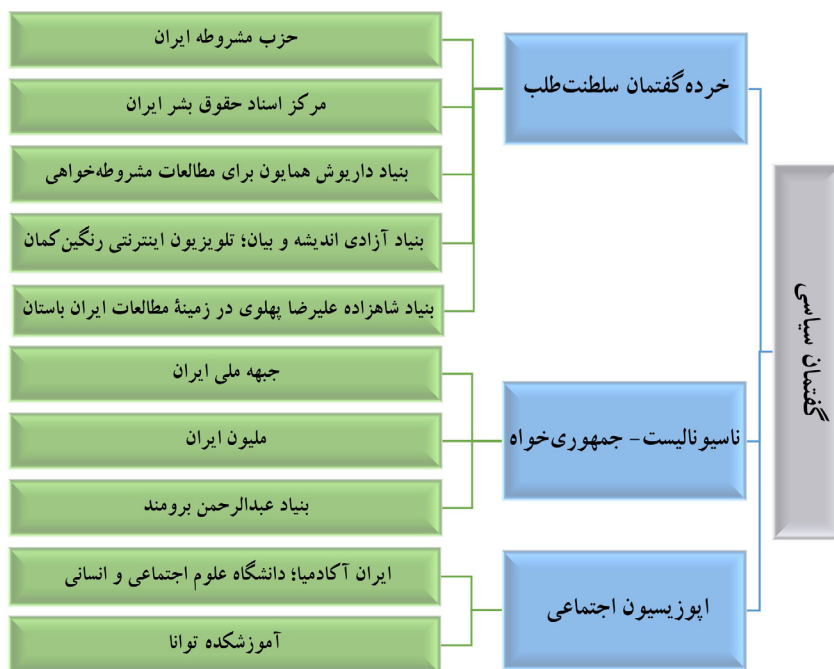 گفتمان سیاسی
خرده‌گفتمان سلطنت‌طلب
حزب مشروطه ایران
مرکز اسناد حقوق بشر ایران
بنیاد داریوش همایون برای مطالعات مشروطه‌خواهی
بنیاد آزادی اندیشه و بیان؛ تلویزیون اینترنتی رنگین‌کمان
بنیاد شاهزاده علیرضا پهلوی در زمینهٔ مطالعات ایران باستان
ناسیونالیست - جمهوری‌خواه
جبهه ملی ایران
ملیون ایران
بنیاد عبدالرحمن برومند
اپوزیسیون اجتماعی
ایران آکادمیا؛ دانشگاه علوم اجتماعی و انسانی
آموزشکده توانا